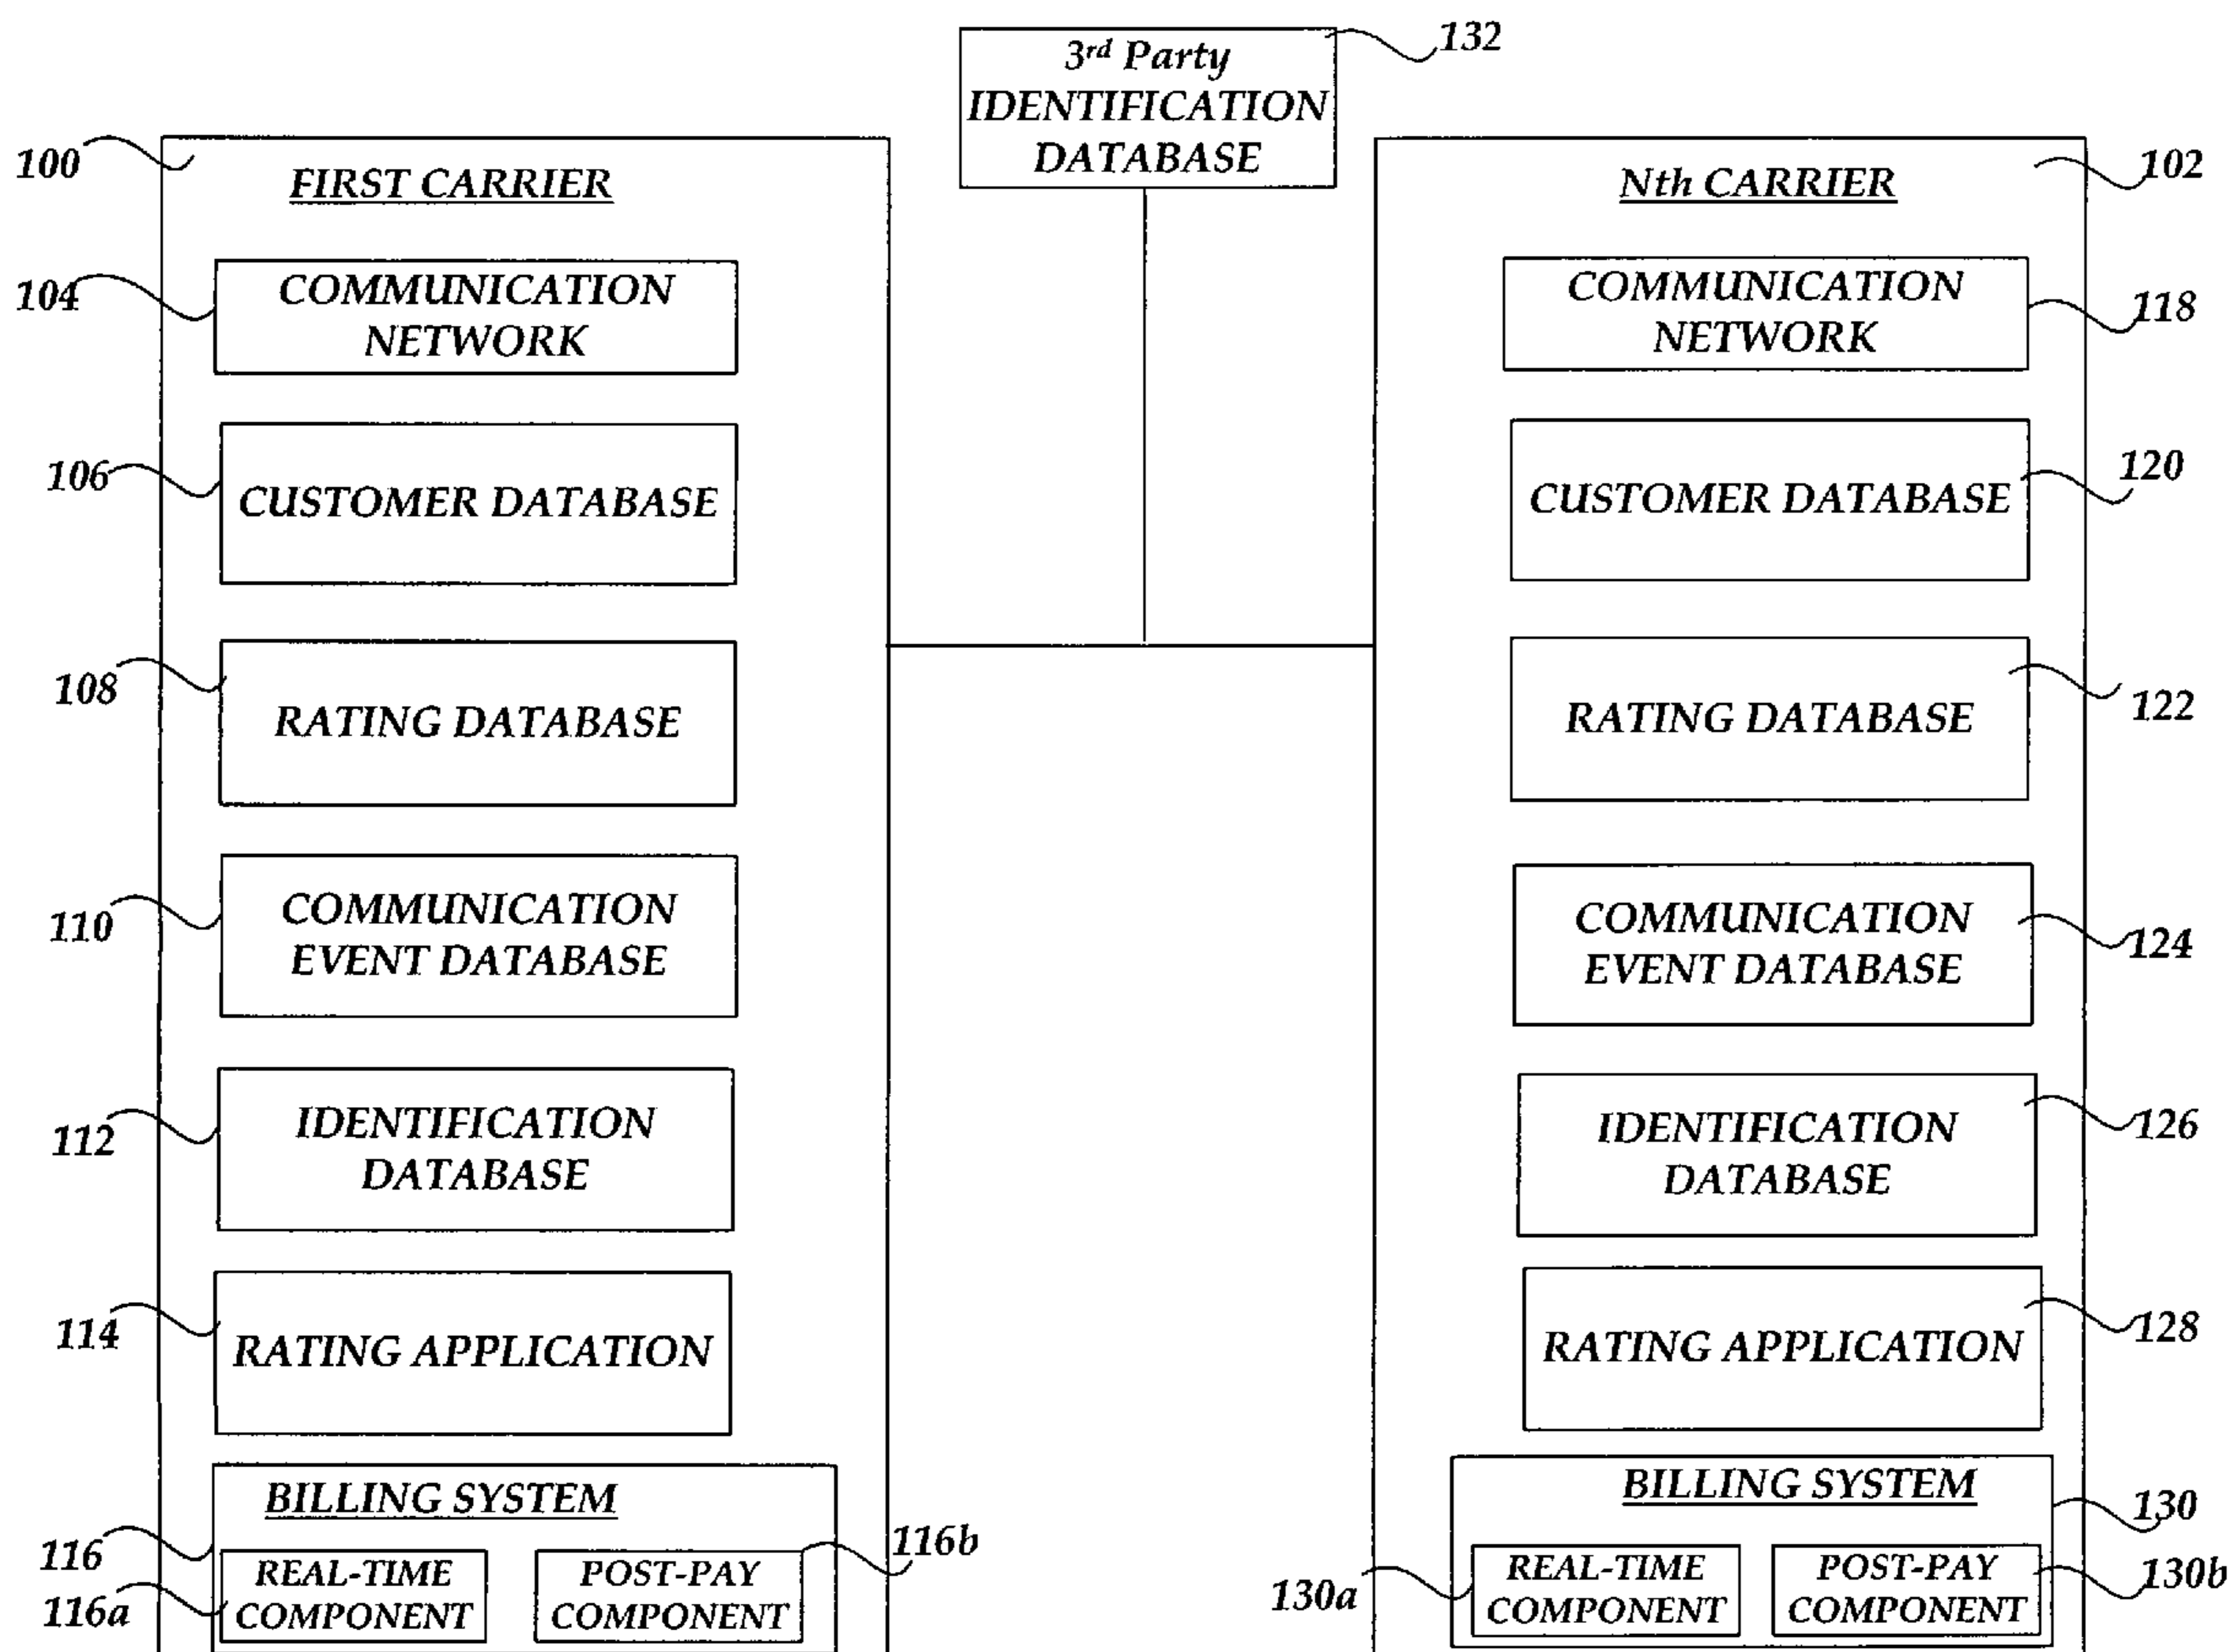 3rd Party
IDENTIFICATION
DATABASE
132
100
FIRST CARRIER
104
COMMUNICATION
NETWORK
106
CUSTOMER DATABASE
108
RATING DATABASE
110
COMMUNICATION
EVENT DATABASE
112
IDENTIFICATION
DATABASE
114
RATING APPLICATION
BILLING SYSTEM
116
116a
REAL-TIME
COMPONENT
POST-PAY
COMPONENT
116b
Nth CARRIER
102
COMMUNICATION
NETWORK
118
CUSTOMER DATABASE
120
RATING DATABASE
122
COMMUNICATION
EVENT DATABASE
124
IDENTIFICATION
DATABASE
126
RATING APPLICATION
128
BILLING SYSTEM
130
130a
REAL-TIME
COMPONENT
POST-PAY
COMPONENT
130b